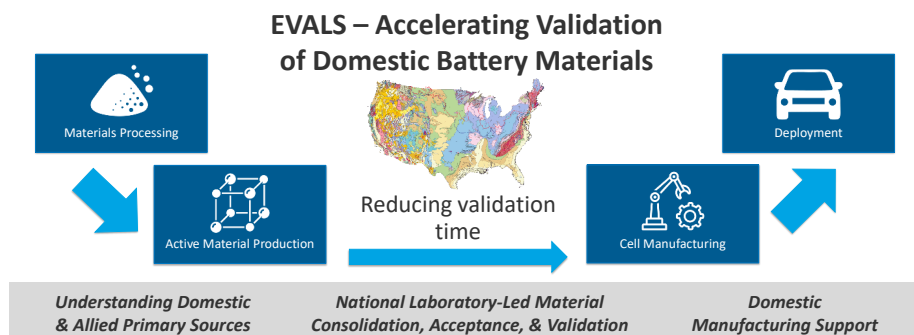 EVALS – Accelerating Validation
of Domestic Battery Materials
Materials Processing
Deployment
Active Material Production
Reducing validation
time
Cell Manufacturing
Understanding Domestic
& Allied Primary Sources
National Laboratory-Led Material
Consolidation, Acceptance, & Validation
Domestic
Manufacturing Support